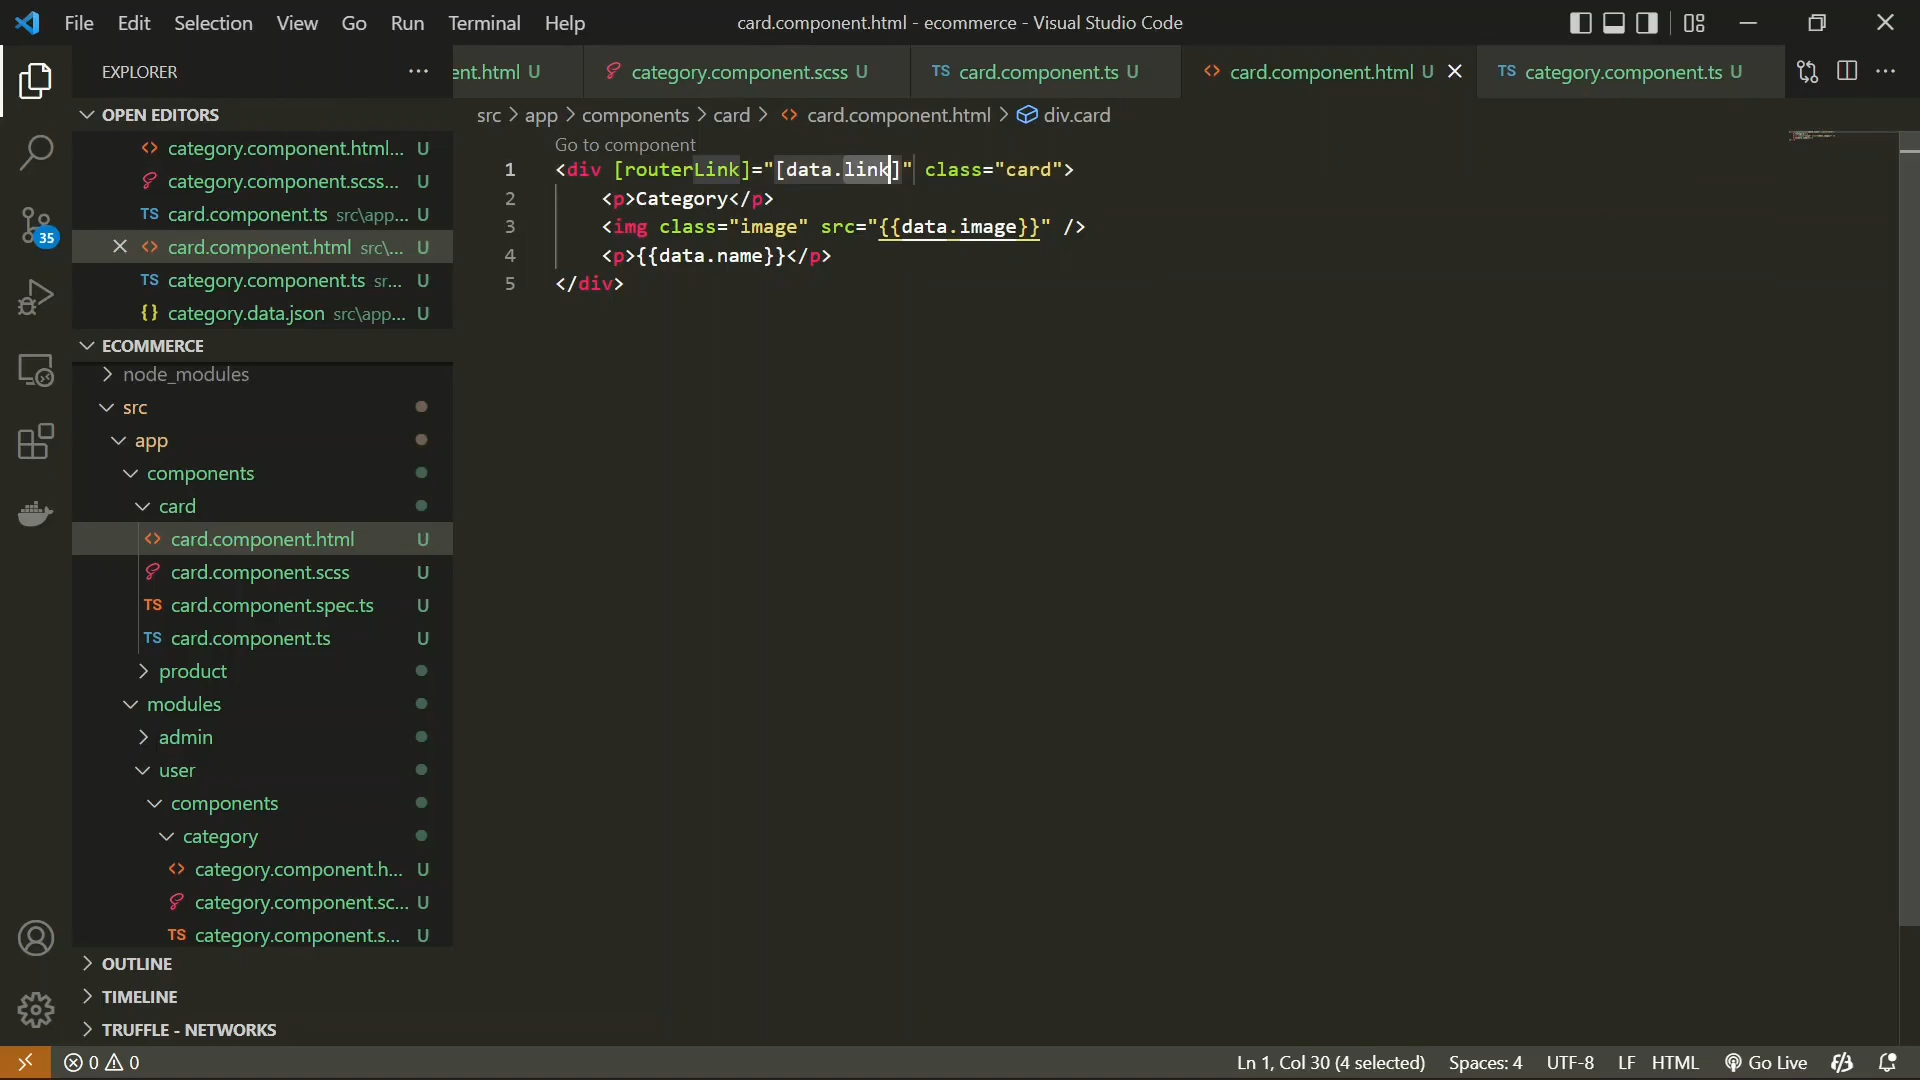 File Edit Selection View Go Run Terminal Help
card.component.html - ecommerce - Visual Studio Code
EXPLORER
ent.html U
category.component.scss U
TS card.component.ts U
card.component.html U
TS category.component.ts U
OPEN EDITORS
src > app > components > card > card.component.html > div.card
category.component.html... U
category.component.scss... U
TS card.component.ts src\app... U
card.component.html src\... U
TS category.component.ts sr... U
{} category.data.json src\app... U
Go to component
1 <div [routerLink]="[data.link]" class="card">
2 <p>Category</p>
3 <img class="image" src="{{data.image}}" />
4 <p>{{data.name}}</p>
5 </div>
35
ECOMMERCE
node_modules
src
app
components
card
card.component.html U
card.component.scss U
TS card.component.spec.ts U
TS card.component.ts U
product
modules
admin
user
components
category
category.component.h... U
category.component.sc... U
TS category.component.s... U
OUTLINE
TIMELINE
TRUFFLE - NETWORKS
0 0
Ln 1, Col 30 (4 selected) Spaces: 4 UTF-8 LF HTML Go Live